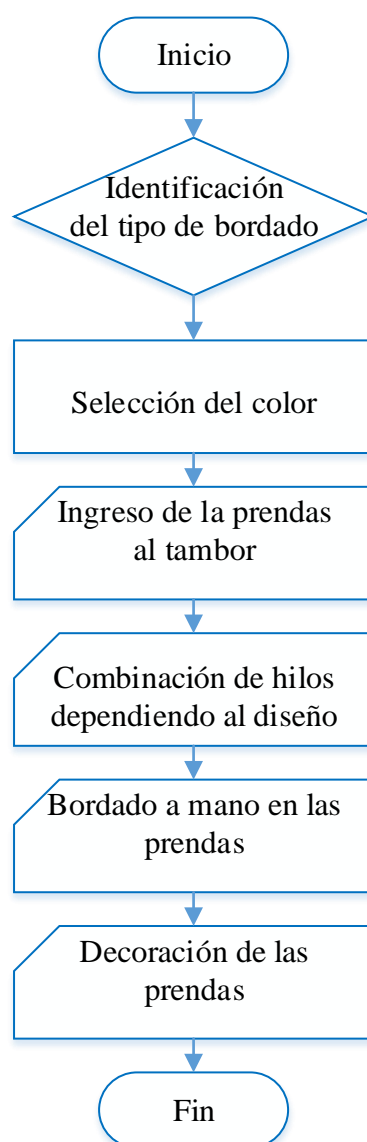 Inicio
Identificación
del tipo de bordado
Selección del color
Ingreso de la prendas
al tambor
Combinación de hilos
dependiendo al diseño
Bordado a mano en las
prendas
Decoración de las
prendas
Fin